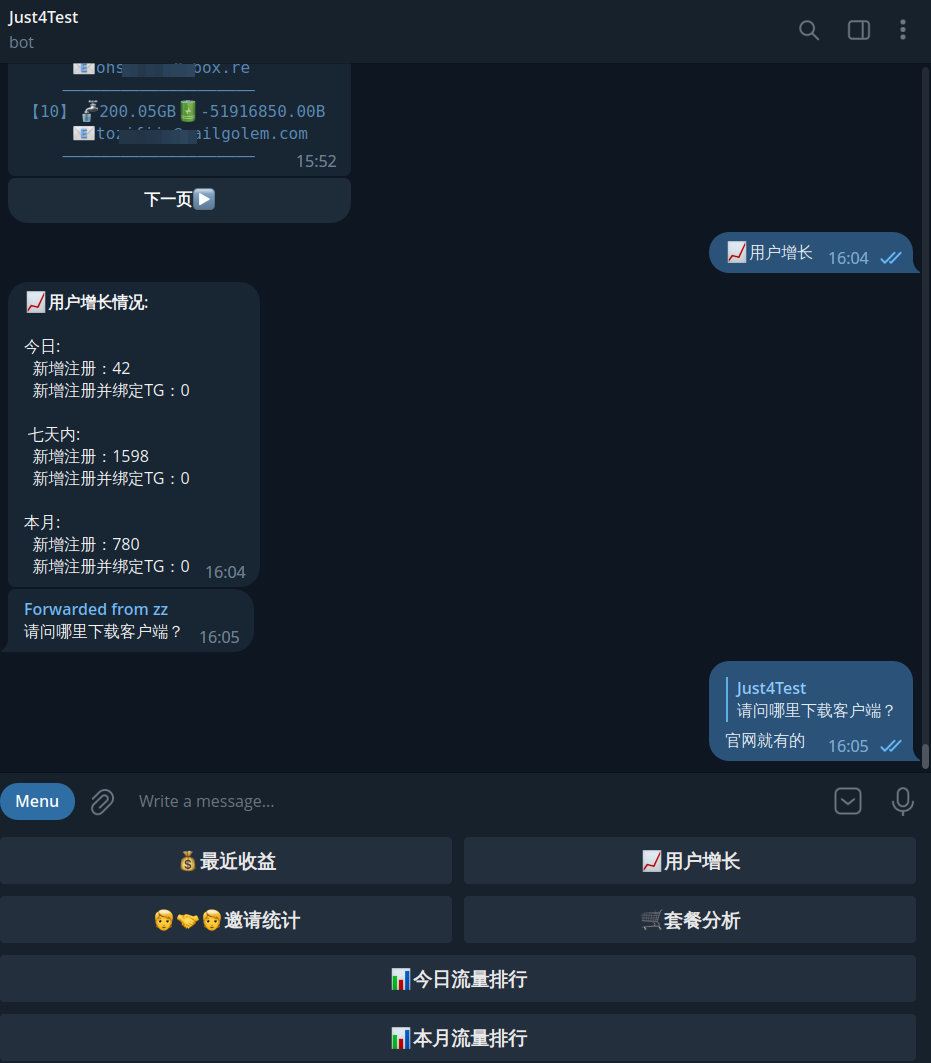 Just4Test
bot
box.re
【10】 🚰200.05GB🔋-51916850.00B
ailgolem.com
15:52
下一页▶️
📈用户增长 16:04
📈用户增长情况:
今日:
新增注册：42
新增注册并绑定TG：0
七天内:
新增注册：1598
新增注册并绑定TG：0
本月:
新增注册：780
新增注册并绑定TG：0 16:04
Forwarded from zz
请问哪里下载客户端？ 16:05
Just4Test
请问哪里下载客户端？
官网就有的 16:05
Menu Write a message...
💰最近收益 📈用户增长
🧑🤝🧑邀请统计 🛒套餐分析
📊今日流量排行
📊本月流量排行